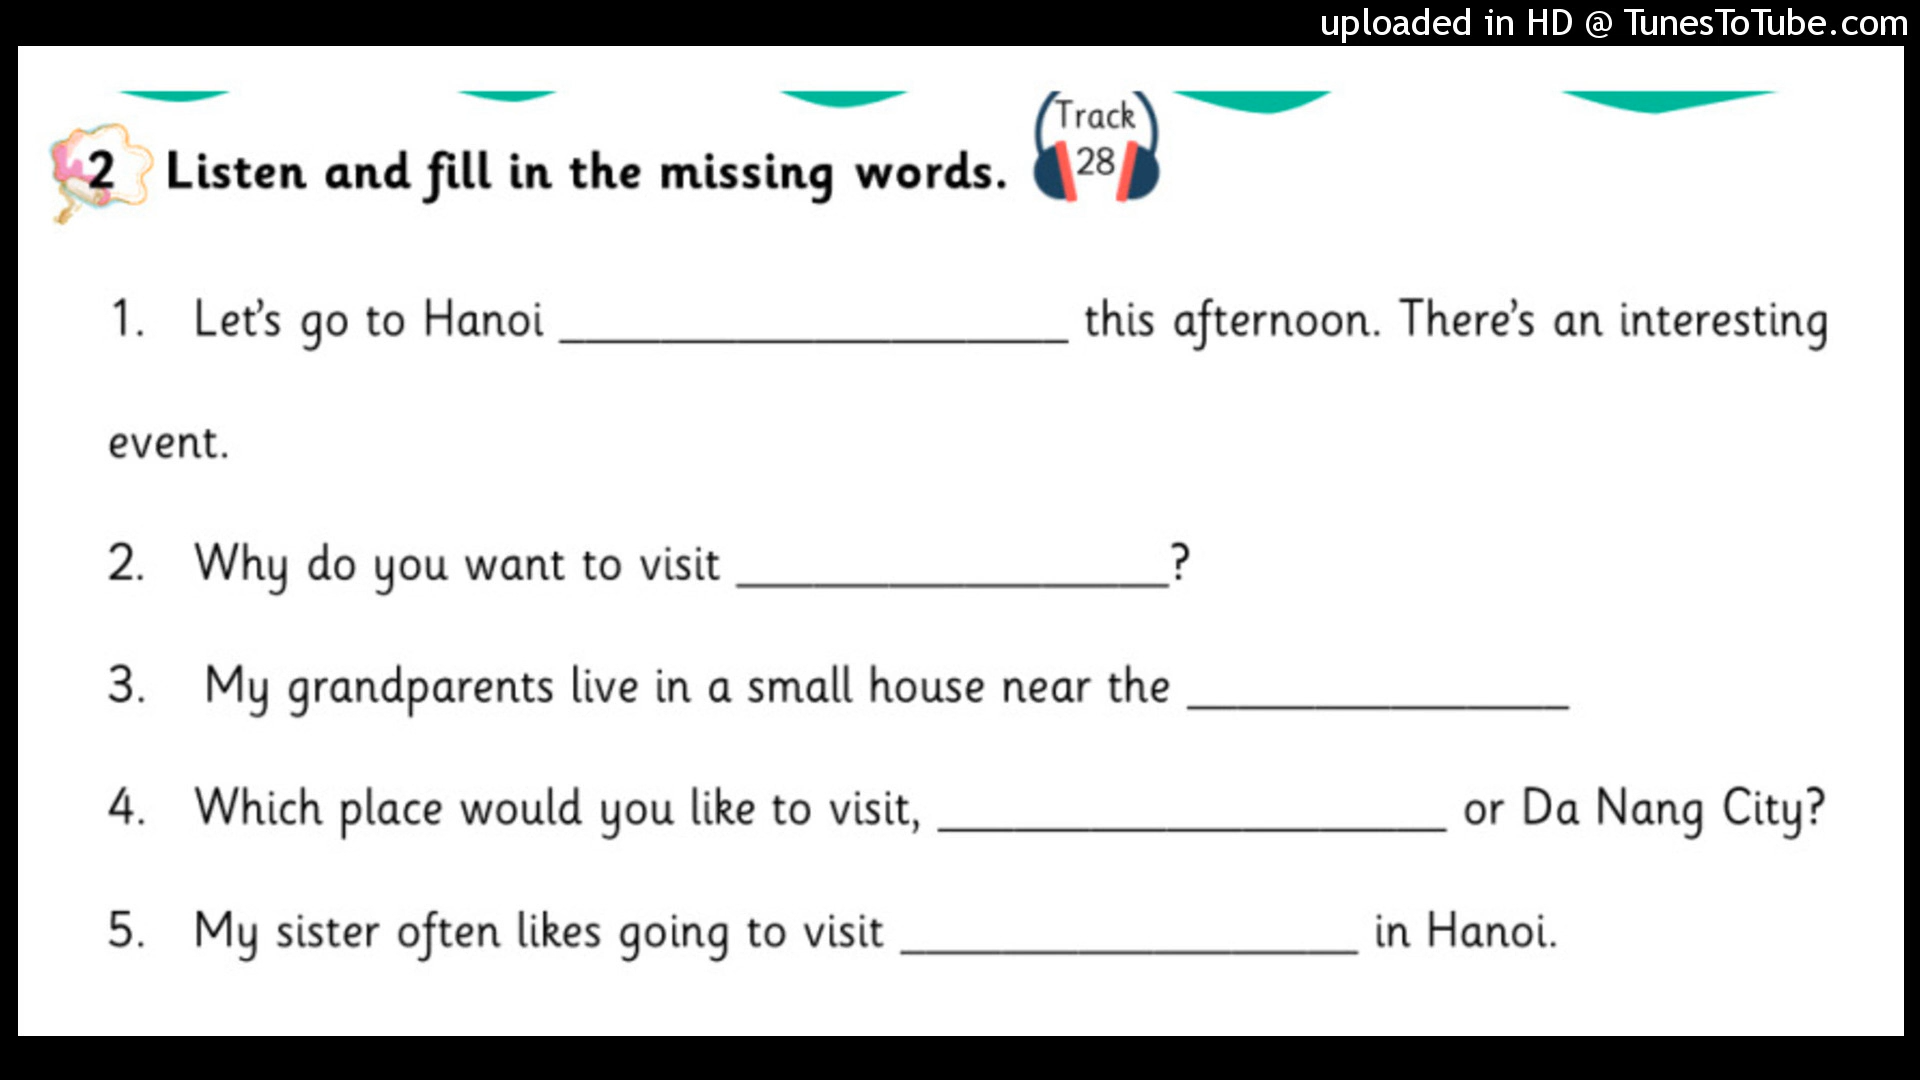 uploaded in HD @ TunesToTube.com
Track
28
2 Listen and fill in the missing words.
1. Let's go to Hanoi ____________________ this afternoon. There's an interesting
event.
2. Why do you want to visit _________________?
3. My grandparents live in a small house near the _______________
4. Which place would you like to visit, ____________________ or Da Nang City?
5. My sister often likes going to visit __________________ in Hanoi.